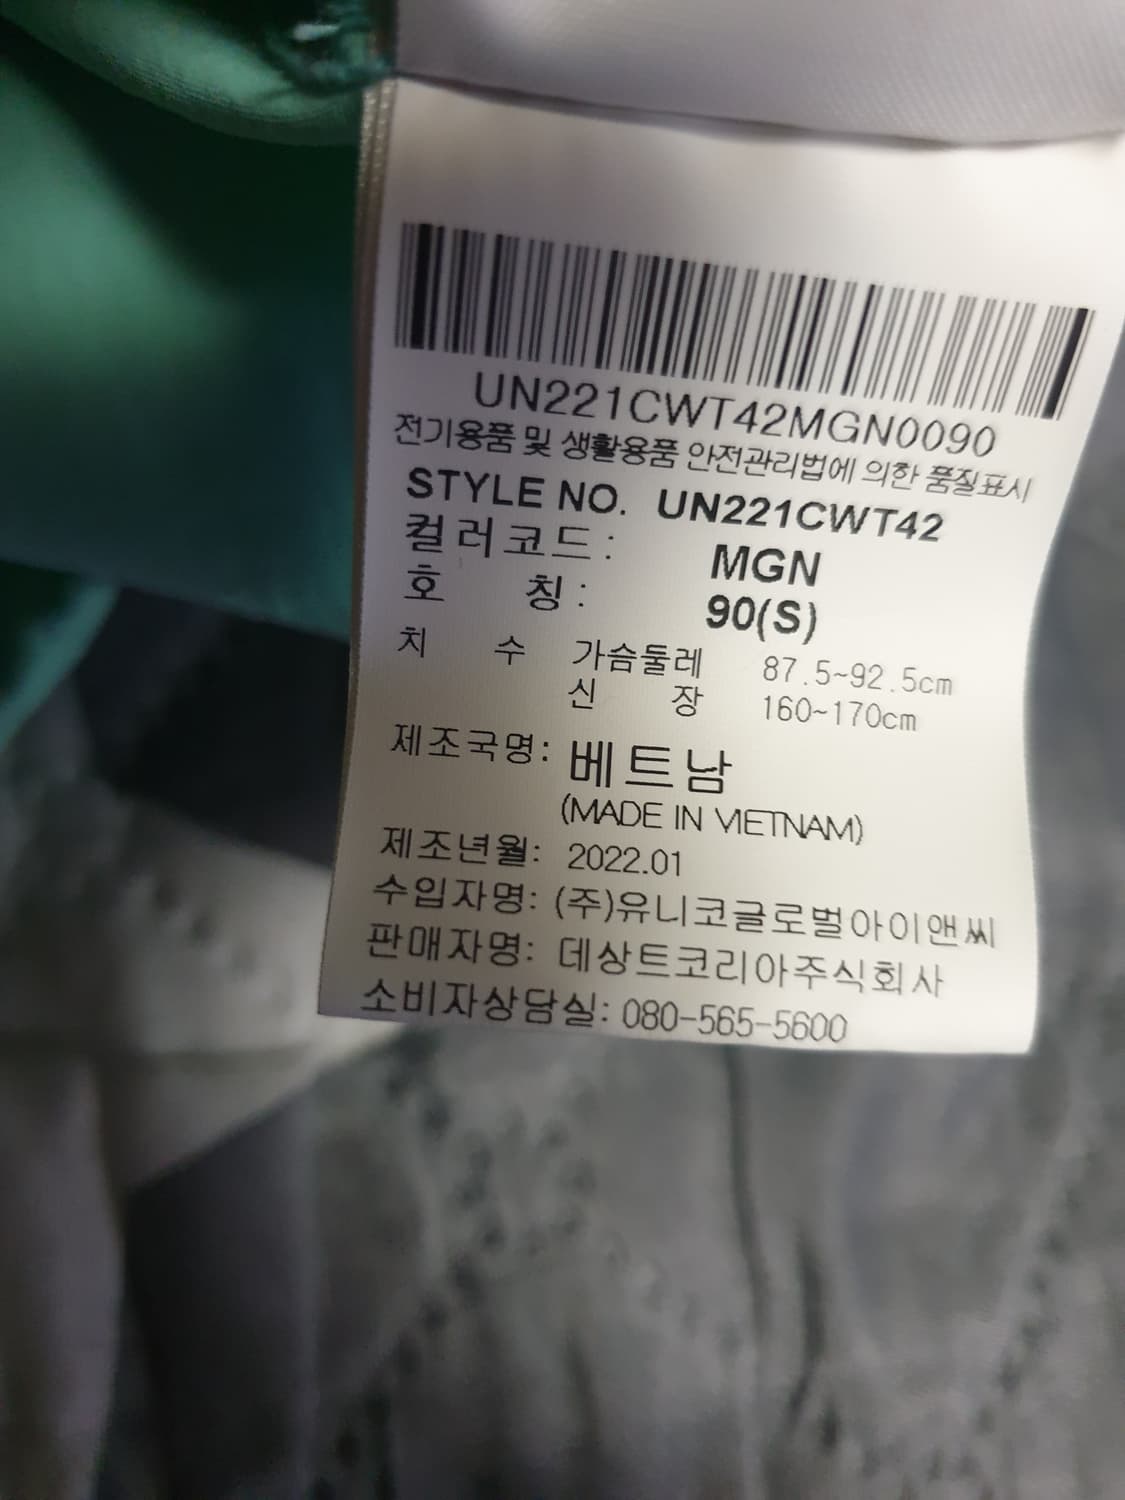 UN221CWT42MGN0090
전기용품 및 생활용품 안전관리법에 의한 품질표시
STYLE NO. UN221CWT42
컬러코드: MGN
호 칭: 90(S)
치 수 가슴둘레 87.5~92.5cm
신 장 160~170cm
제조국명: 베트남
(MADE IN VIETNAM)
제조년월: 2022.01
수입자명: (주)유니코글로벌아이앤씨
판매자명: 데상트코리아주식회사
소비자상담실: 080-565-5600